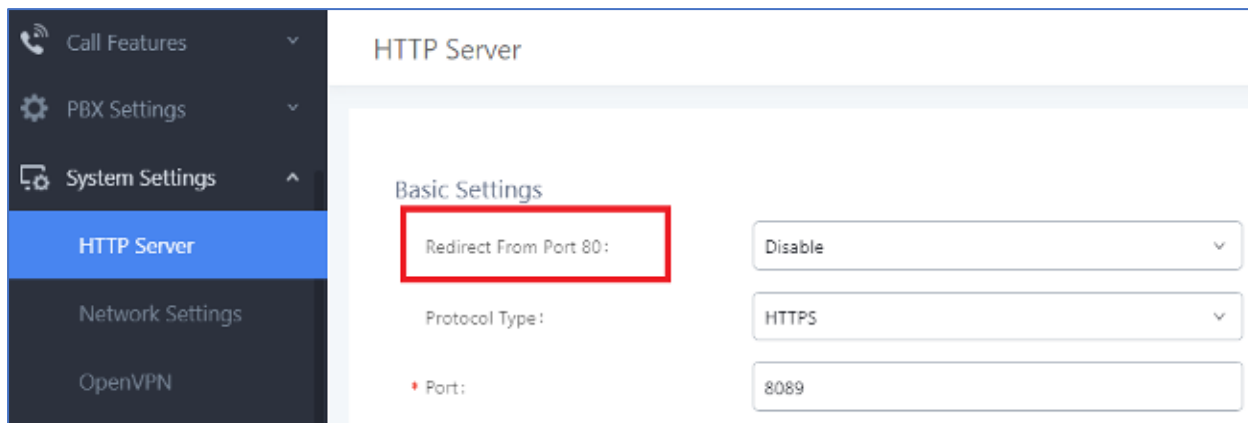 Call Features
PBX Settings
System Settings
HTTP Server
Network Settings
OpenVPN
HTTP Server
Basic Settings
Redirect From Port 80: Disable
Protocol Type: HTTPS
* Port: 8089